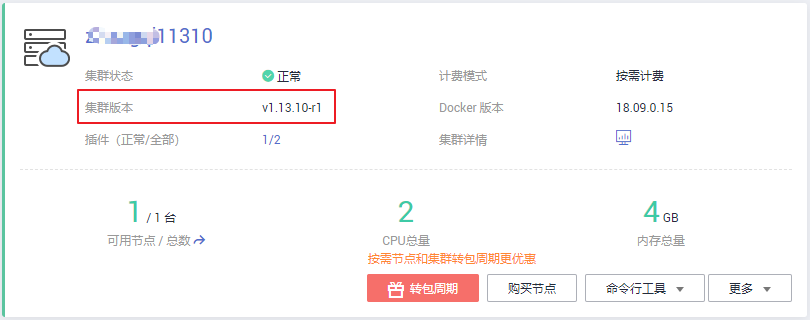 11310
集群状态 正常 计费模式 按需计费
集群版本 v1.13.10-r1 Docker 版本 18.09.0.15
插件（正常/全部） 1/2 集群详情
1 / 1 台 2 4 GB
可用节点 / 总数 CPU总量 内存总量
按需节点和集群转包周期更优惠
转包周期 购买节点 命令行工具 更多